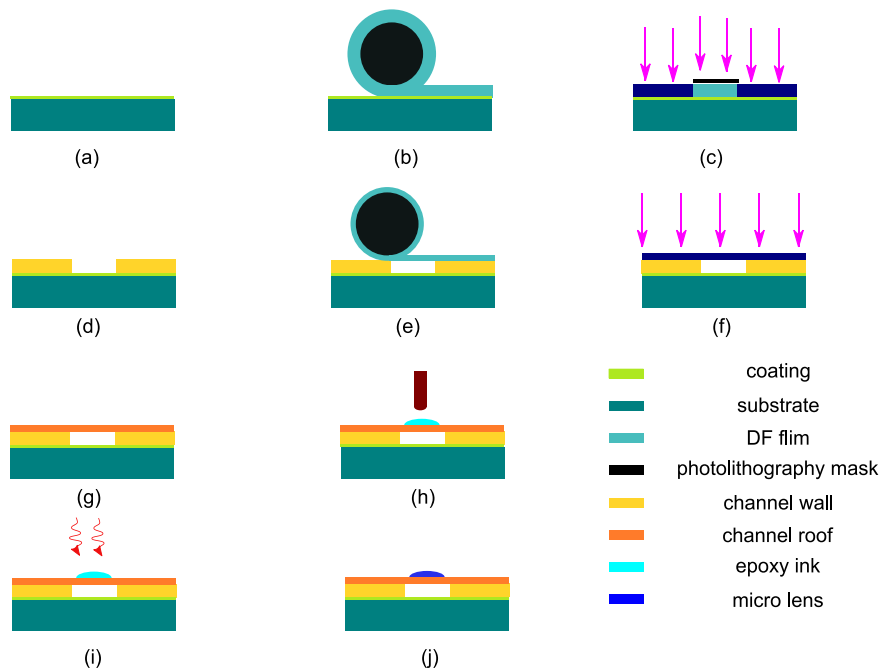 (a)
(b)
(c)
(d)
(e)
(f)
(g)
(h)
(i)
(j)
coating
substrate
DF flim
photolithography mask
channel wall
channel roof
epoxy ink
micro lens